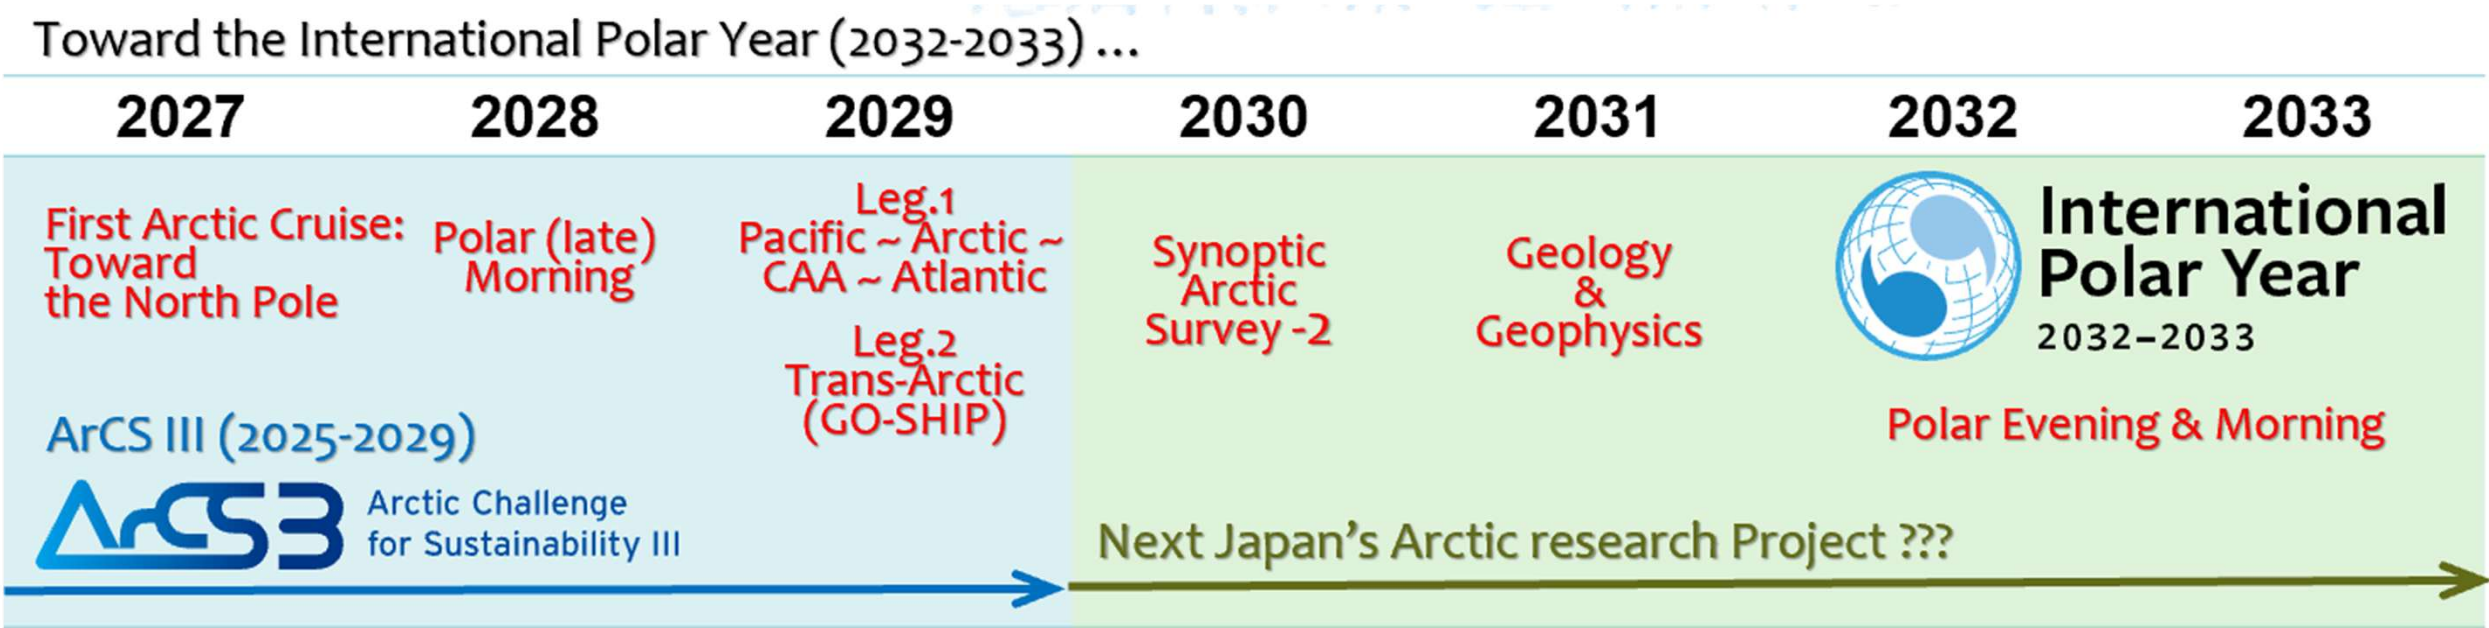 Toward the International Polar Year (2032-2033) ...
2027 2028 2029 2030 2031 2032 2033
First Arctic Cruise:
Toward
the North Pole
Polar (late)
Morning
Leg.1
Pacific ~ Arctic ~
CAA ~ Atlantic
Leg.2
Trans-Arctic
(GO-SHIP)
Synoptic
Arctic
Survey -2
Geology
&
Geophysics
International
Polar Year
2032–2033
Polar Evening & Morning
ArCS III (2025-2029)
ArCS3
Arctic Challenge
for Sustainability III
Next Japan's Arctic research Project ???